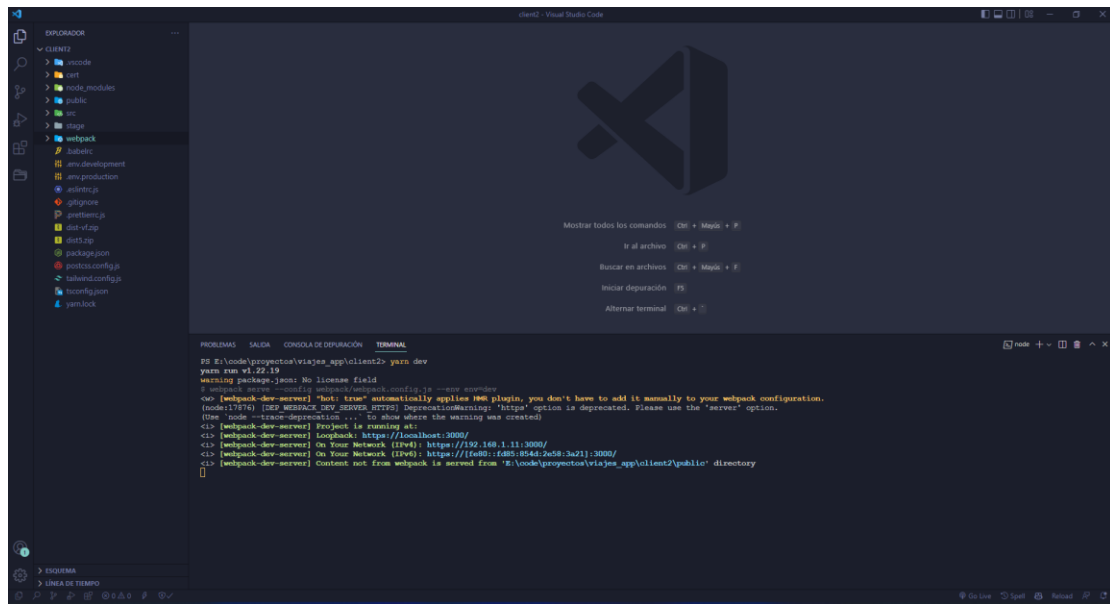 client2 - Visual Studio Code
EXPLORADOR
CLIENT2
.vscode
cert
node_modules
public
src
stage
webpack
.babelrc
.env.development
.env.production
.eslintrc.js
.gitignore
.prettierrc.js
dist-vf.zip
dist5.zip
package.json
postcss.config.js
tailwind.config.js
tsconfig.json
yarn.lock
Mostrar todos los comandos Ctrl + Mayús + P
Ir al archivo Ctrl + P
Buscar en archivos Ctrl + Mayús + F
Iniciar depuración F5
Alternar terminal Ctrl + `
PROBLEMAS SALIDA CONSOLA DE DEPURACIÓN TERMINAL
node
PS E:\code\proyectos\viajes_app\client2> yarn dev
yarn run v1.22.19
warning package.json: No license field
$ webpack serve --config webpack/webpack.config.js --env env=dev
<w> [webpack-dev-server] "hot: true" automatically applies HMR plugin, you don't have to add it manually to your webpack configuration.
(node:17876) [DEP_WEBPACK_DEV_SERVER_HTTPS] DeprecationWarning: 'https' option is deprecated. Please use the 'server' option.
(Use `node --trace-deprecation ...` to show where the warning was created)
<i> [webpack-dev-server] Project is running at:
<i> [webpack-dev-server] Loopback: https://localhost:3000/
<i> [webpack-dev-server] On Your Network (IPv4): https://192.168.1.11:3000/
<i> [webpack-dev-server] On Your Network (IPv6): https://[fe80::fd85:854d:2e58:3a21]:3000/
<i> [webpack-dev-server] Content not from webpack is served from 'E:\code\proyectos\viajes_app\client2\public' directory
ESQUEMA
LÍNEA DE TIEMPO
0 0 0
Go Live Spell Reload